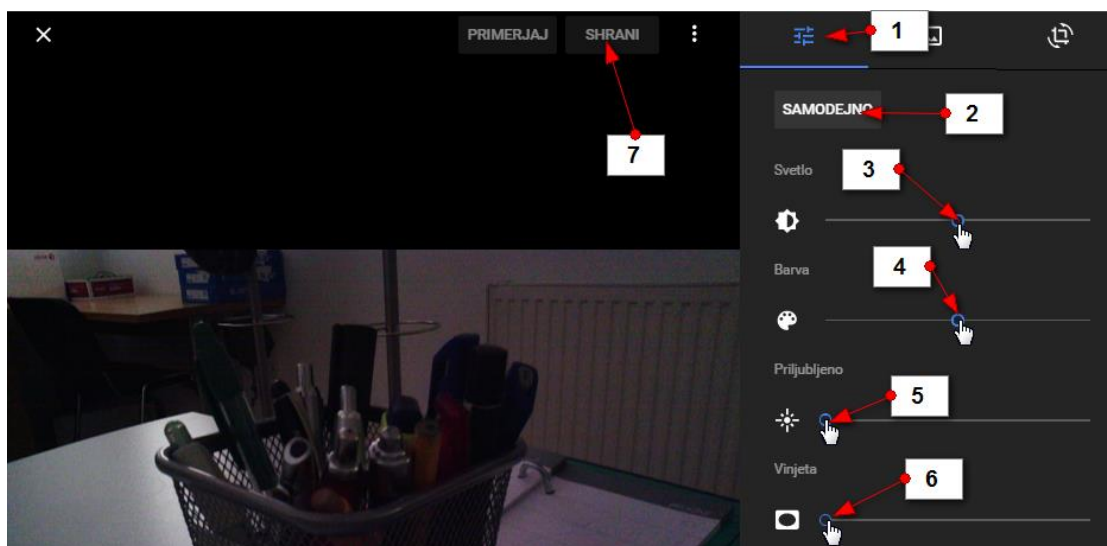 PRIMERJAJ SHRANI
1
SAMODEJNO
2
7
Svetlo
3
Barva
4
Priljubljeno
5
Vinjeta
6